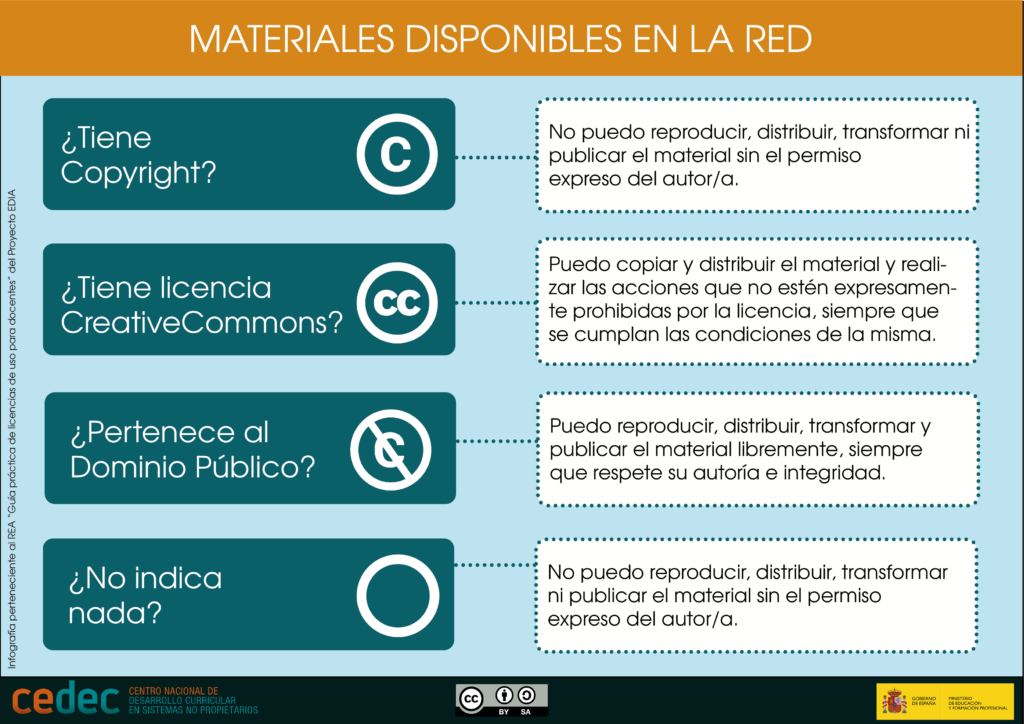 MATERIALES DISPONIBLES EN LA RED
¿Tiene
Copyright?
C
No puedo reproducir, distribuir, transformar ni
publicar el material sin el permiso
expreso del autor/a.
¿Tiene licencia
CreativeCommons?
cc
Puedo copiar y distribuir el material y reali-
zar las acciones que no estén expresamen-
te prohibidas por la licencia, siempre que
se cumplan las condiciones de la misma.
¿Pertenece al
Dominio Público?
C
Puedo reproducir, distribuir, transformar y
publicar el material libremente, siempre
que respete su autoría e integridad.
¿No indica
nada?
No puedo reproducir, distribuir, transformar
ni publicar el material sin el permiso
expreso del autor/a.
Infografía perteneciente al REA "Guía práctica de licencias de uso para docentes" del Proyecto EDIA
cedec
CENTRO NACIONAL DE
DESARROLLO CURRICULAR
EN SISTEMAS NO PROPIETARIOS
cc
BY SA
GOBIERNO
DE ESPAÑA
MINISTERIO
DE EDUCACIÓN
Y FORMACIÓN PROFESIONAL